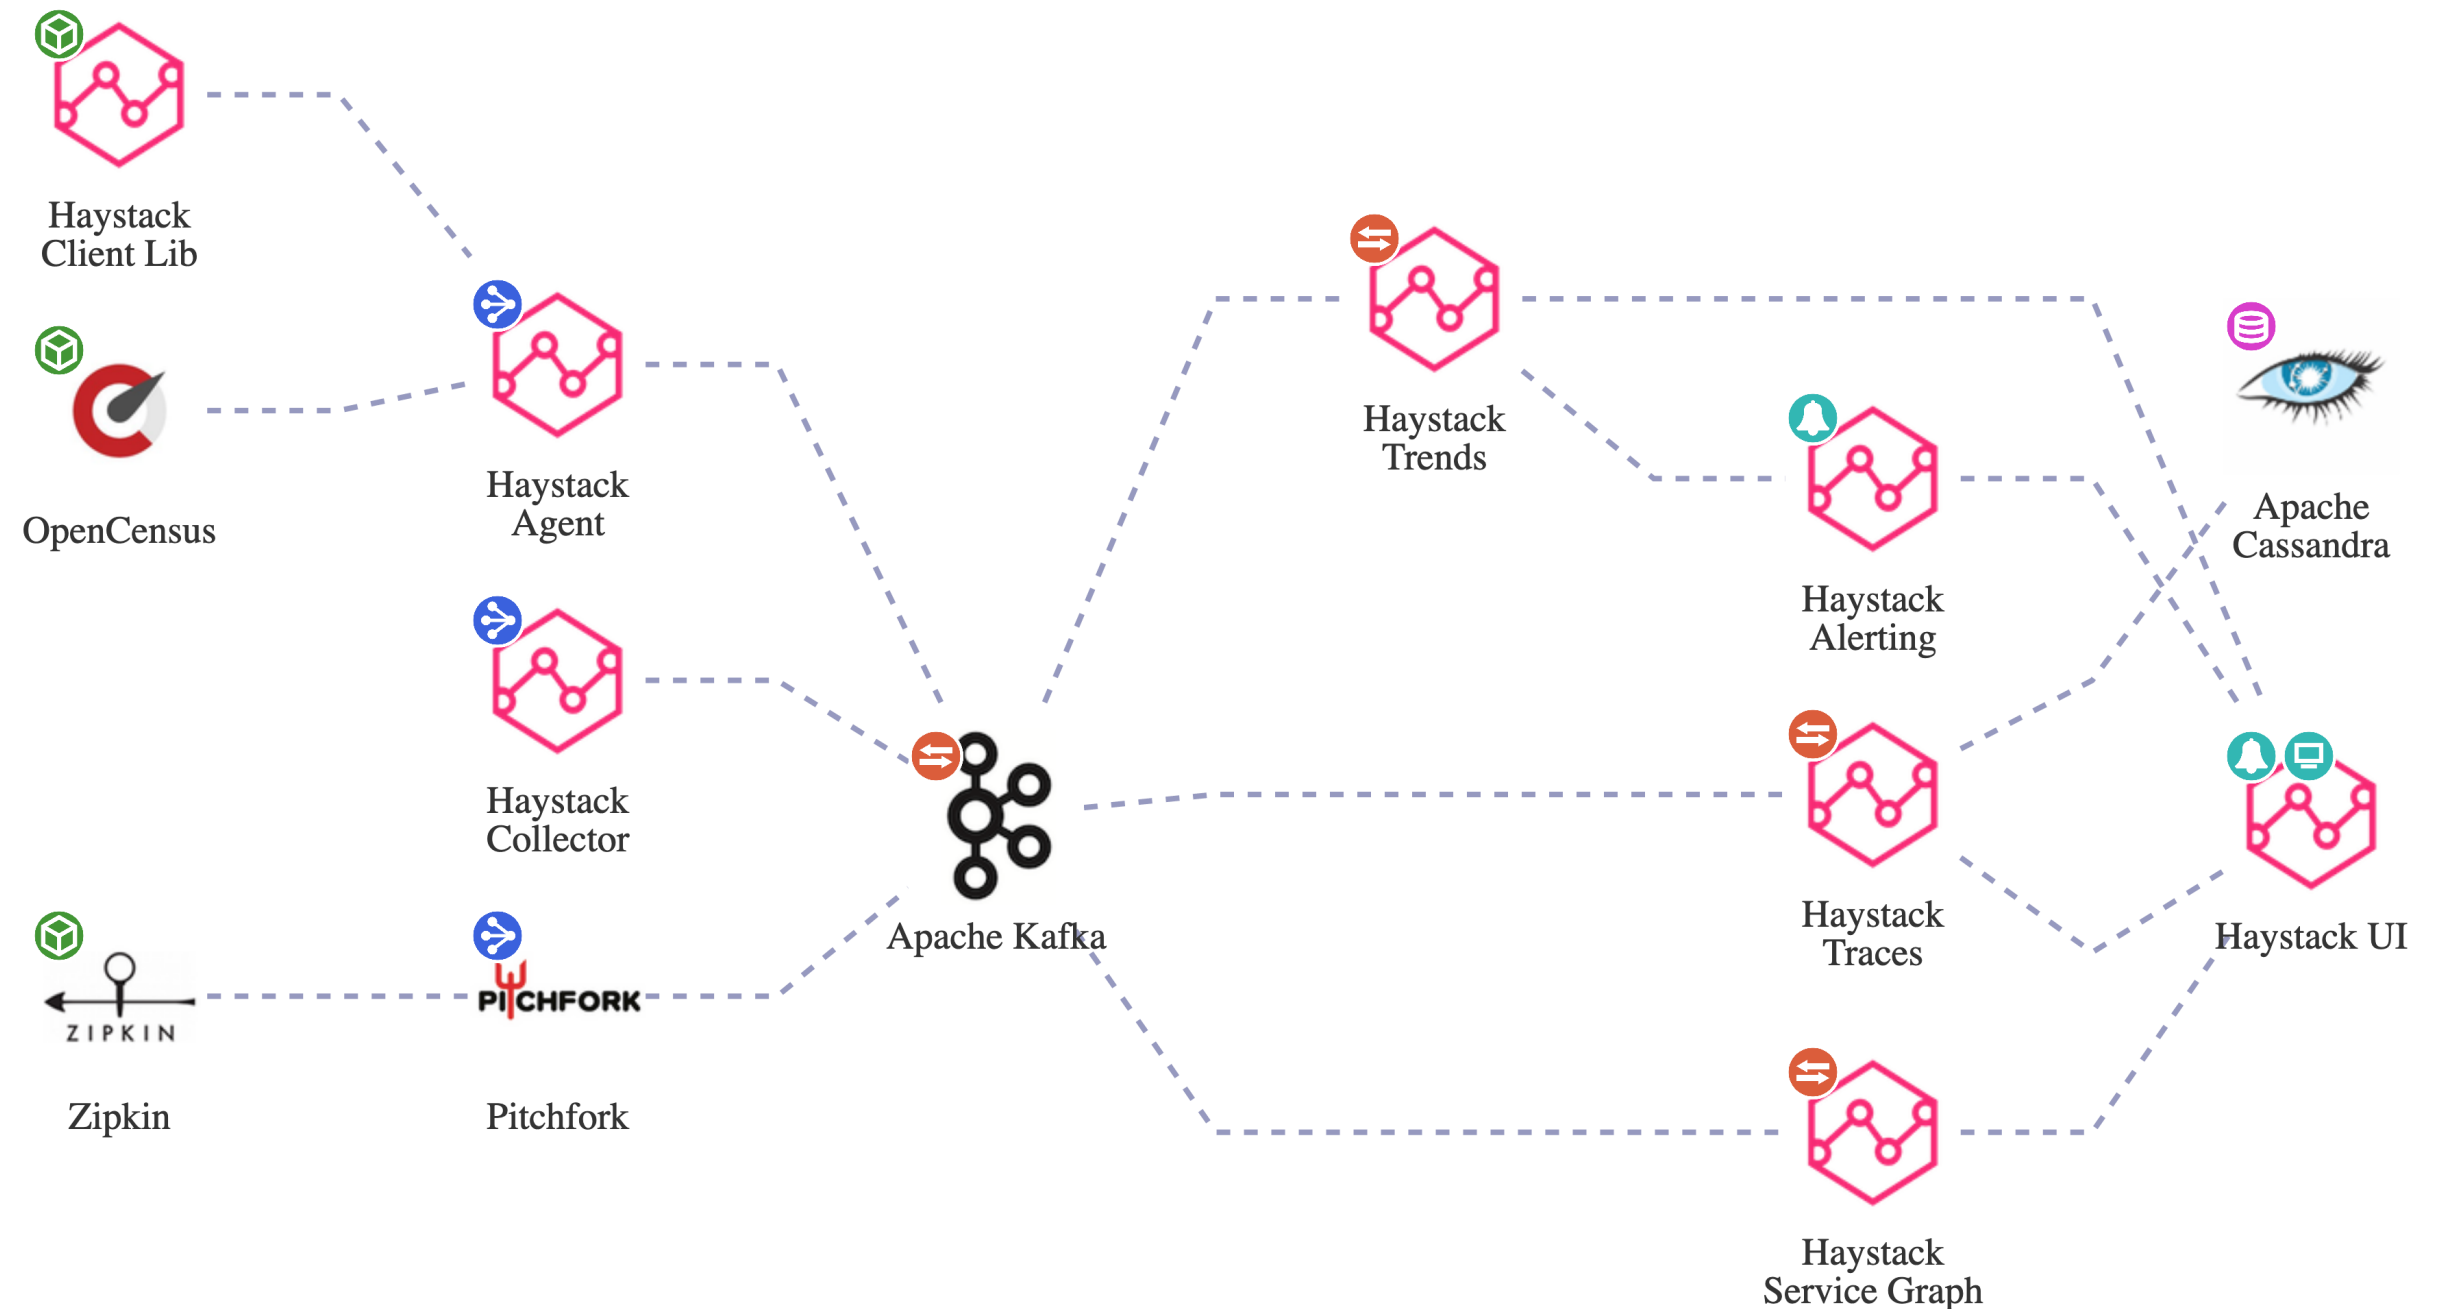 Haystack
Client Lib
OpenCensus
Haystack
Agent
Haystack
Collector
ZIPKIN
Zipkin
PITCHFORK
Pitchfork
Apache Kafka
Haystack
Trends
Haystack
Alerting
Haystack
Traces
Haystack
Service Graph
Apache
Cassandra
Haystack UI